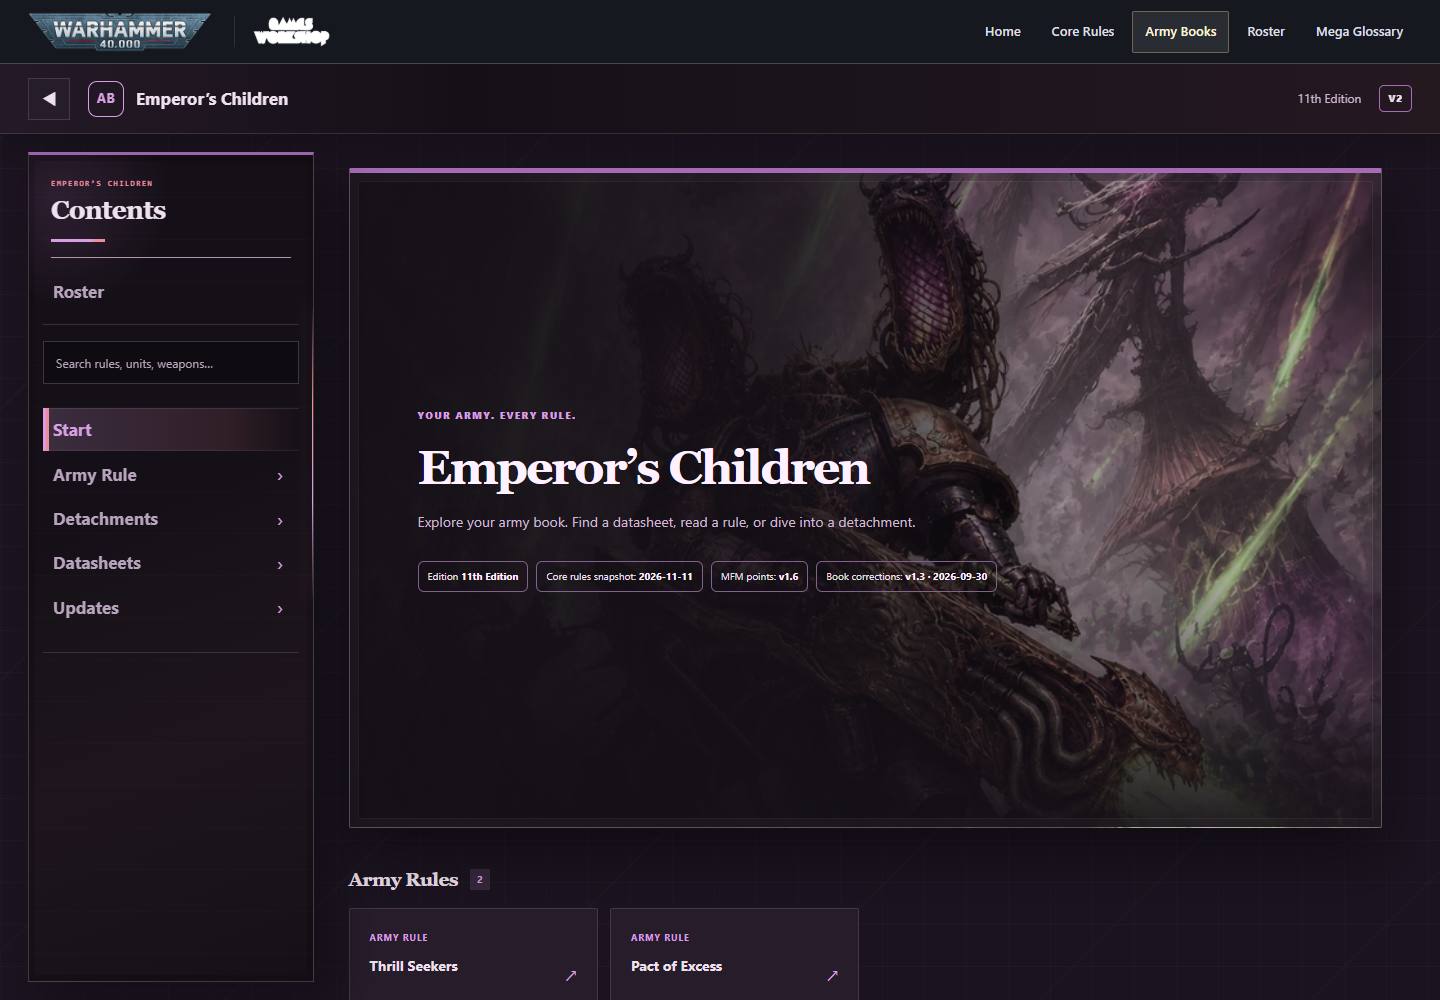 WARHAMMER
40,000
GAMES
WORKSHOP
Home
Core Rules
Army Books
Roster
Mega Glossary
AB
Emperor’s Children
11th Edition
V2
EMPEROR’S CHILDREN
Contents
Roster
Search rules, units, weapons...
Start
Army Rule
Detachments
Datasheets
Updates
YOUR ARMY. EVERY RULE.
Emperor’s Children
Explore your army book. Find a datasheet, read a rule, or dive into a detachment.
Edition 11th Edition
Core rules snapshot: 2026-11-11
MFM points: v1.6
Book corrections: v1.3 • 2026-09-30
Army Rules 2
ARMY RULE
Thrill Seekers
ARMY RULE
Pact of Excess